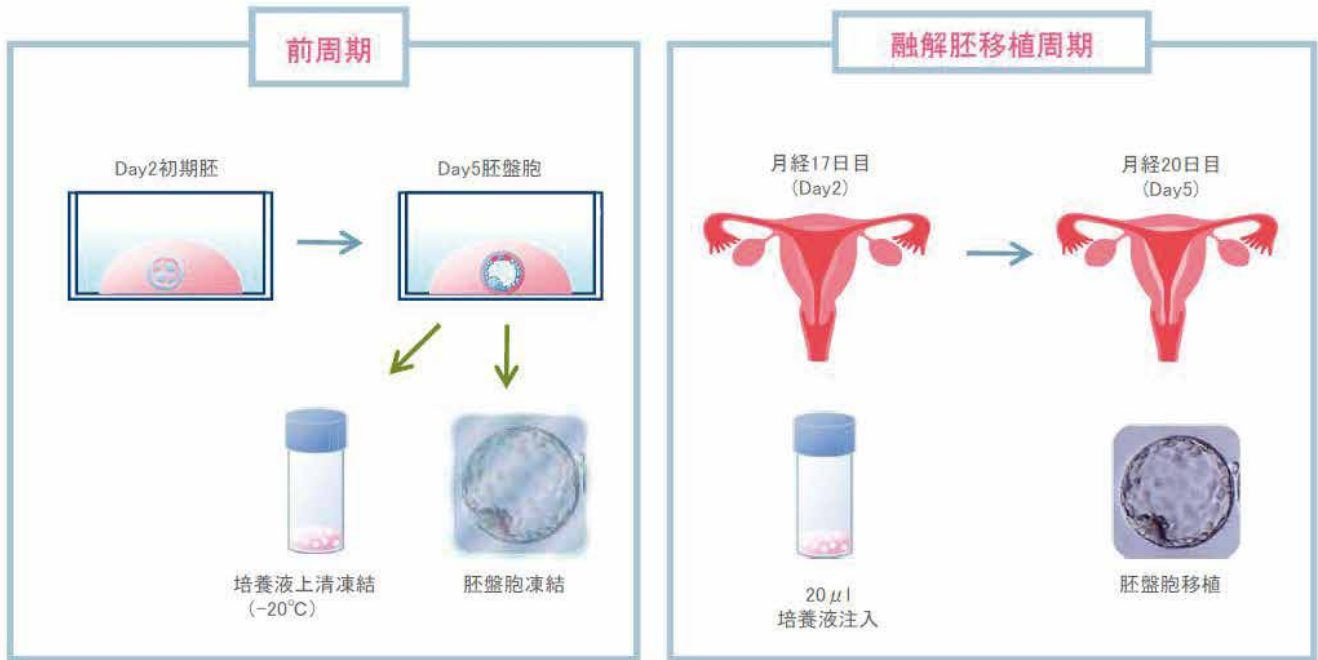 前周期
Day2初期胚
Day5胚盤胞
培養液上清凍結
(-20℃)
胚盤胞凍結
融解胚移植周期
月経17日目
(Day2)
月経20日目
(Day5)
20μl
培養液注入
胚盤胞移植